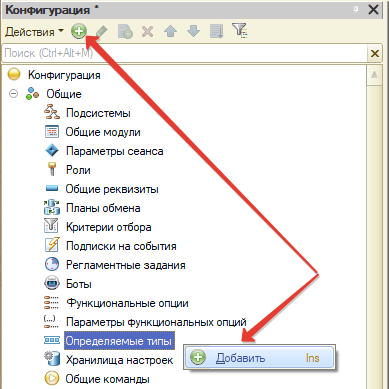 Конфигурация *
Действия
Поиск (Ctrl+Alt+M)
Конфигурация
Общие
Подсистемы
Общие модули
Параметры сеанса
Роли
Общие реквизиты
Планы обмена
Критерии отбора
Подписки на события
Регламентные задания
Боты
Функциональные опции
Параметры функциональных опций
Определяемые типы
Добавить Ins
Хранилища настроек
Общие команды